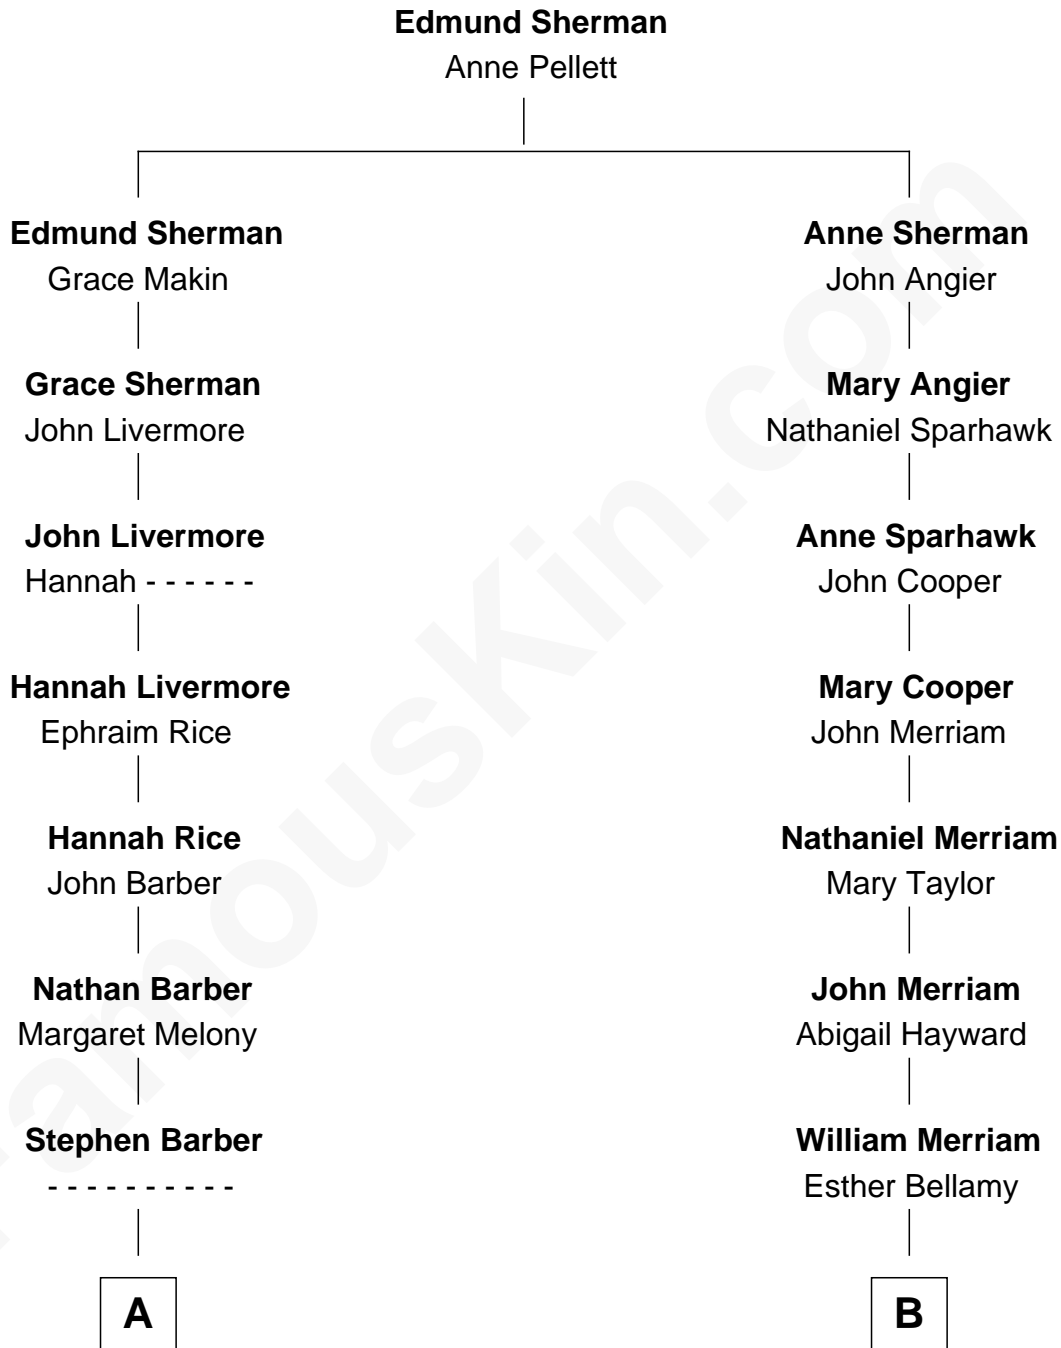 Edmund Sherman
Anne Pellett
Edmund Sherman
Grace Makin
Grace Sherman
John Livermore
John Livermore
Hannah - - - - - -
Hannah Livermore
Ephraim Rice
Hannah Rice
John Barber
Nathan Barber
Margaret Melony
Stephen Barber
- - - - - - - - - -
A
Anne Sherman
John Angier
Mary Angier
Nathaniel Sparhawk
Anne Sparhawk
John Cooper
Mary Cooper
John Merriam
Nathaniel Merriam
Mary Taylor
John Merriam
Abigail Hayward
William Merriam
Esther Bellamy
B
FamousKin.com